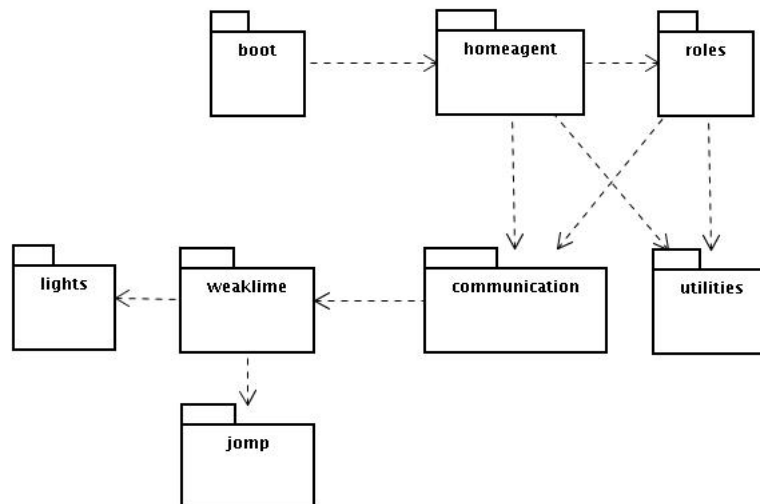 boot
homeagent
roles
lights
weaklime
communication
utilities
jomp